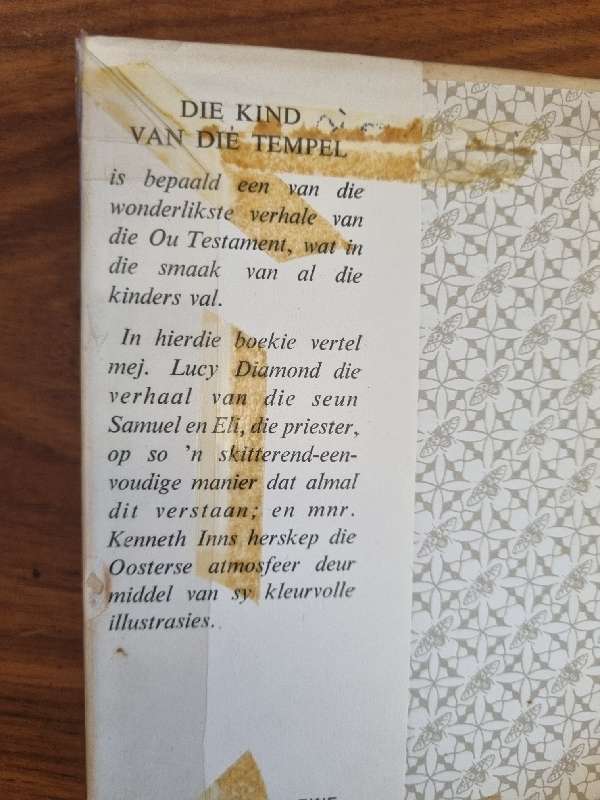 DIE KIND
VAN DIE TEMPEL
is bepaald een van die
wonderlikste verhale van
die Ou Testament, wat in
die smaak van al die
kinders val.
In hierdie boekie vertel
mej. Lucy Diamond die
verhaal van die seun
Samuel en Eli, die priester,
op so 'n skitterend-een-
voudige manier dat almal
dit verstaan; en mnr.
Kenneth Inns herskep die
Oosterse atmosfeer deur
middel van sy kleurvolle
illustrasies.